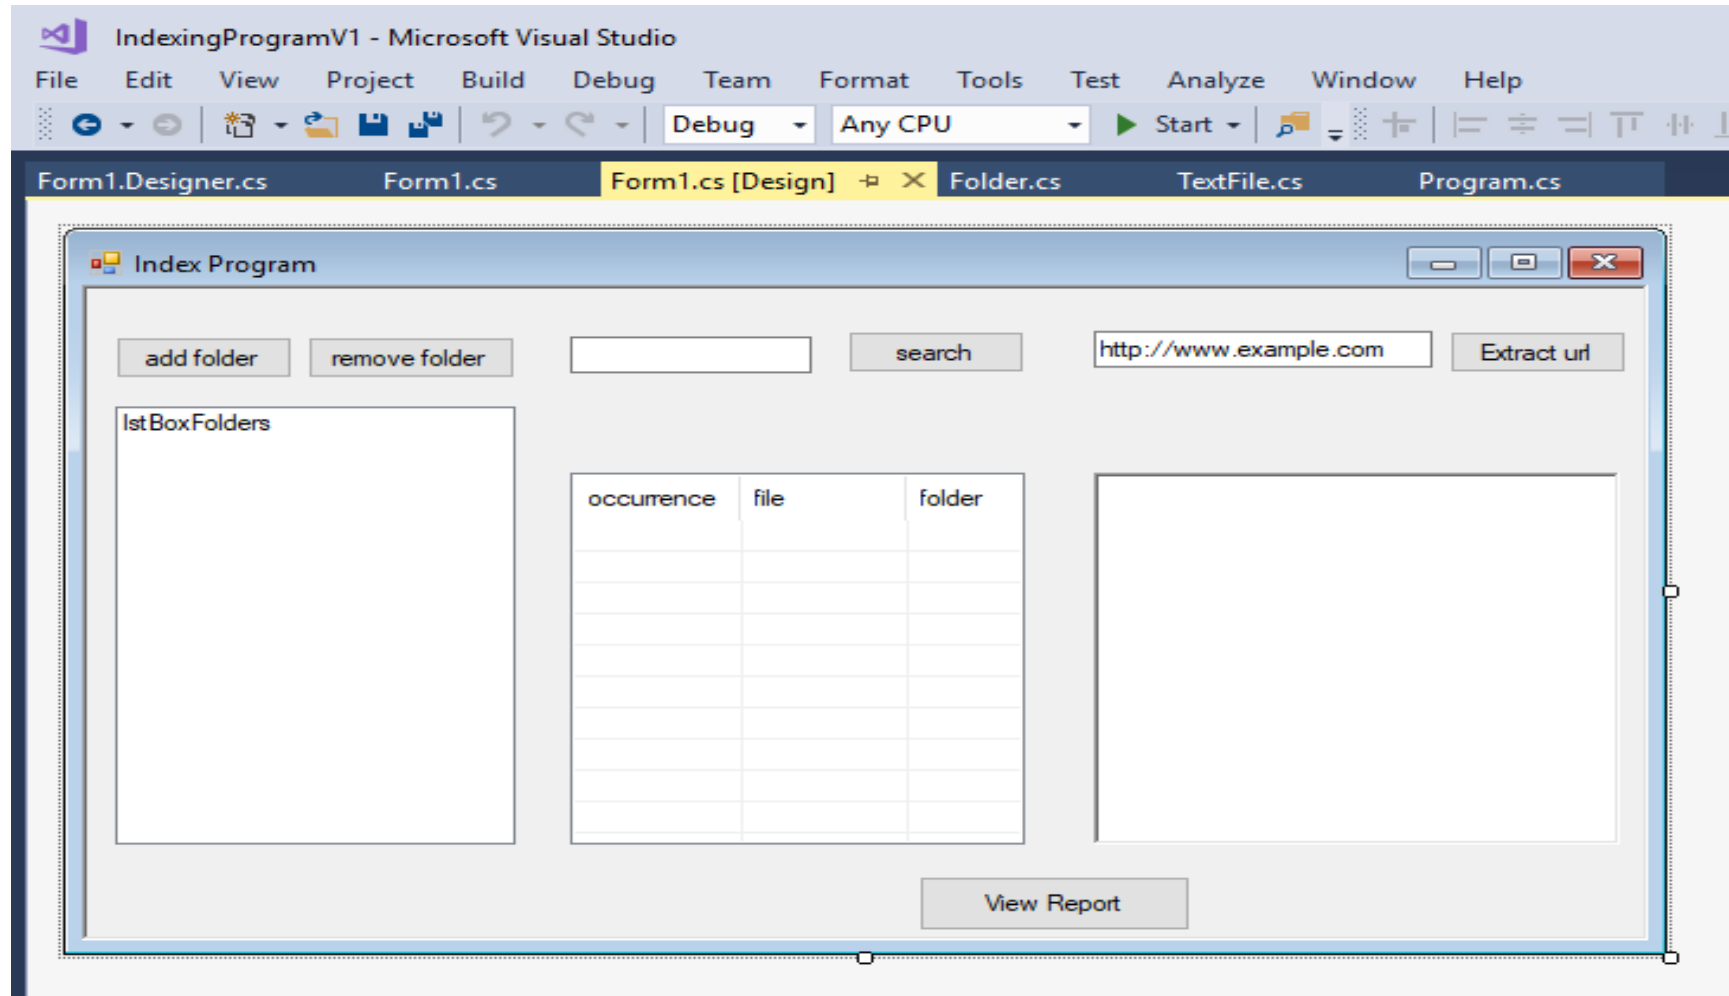 IndexingProgramV1 - Microsoft Visual Studio
File Edit View Project Build Debug Team Format Tools Test Analyze Window Help
Debug Any CPU Start
Form1.Designer.cs Form1.cs Form1.cs [Design] Folder.cs TextFile.cs Program.cs
Index Program
add folder remove folder search http://www.example.com Extract url
lstBoxFolders
occurrence file folder
View Report